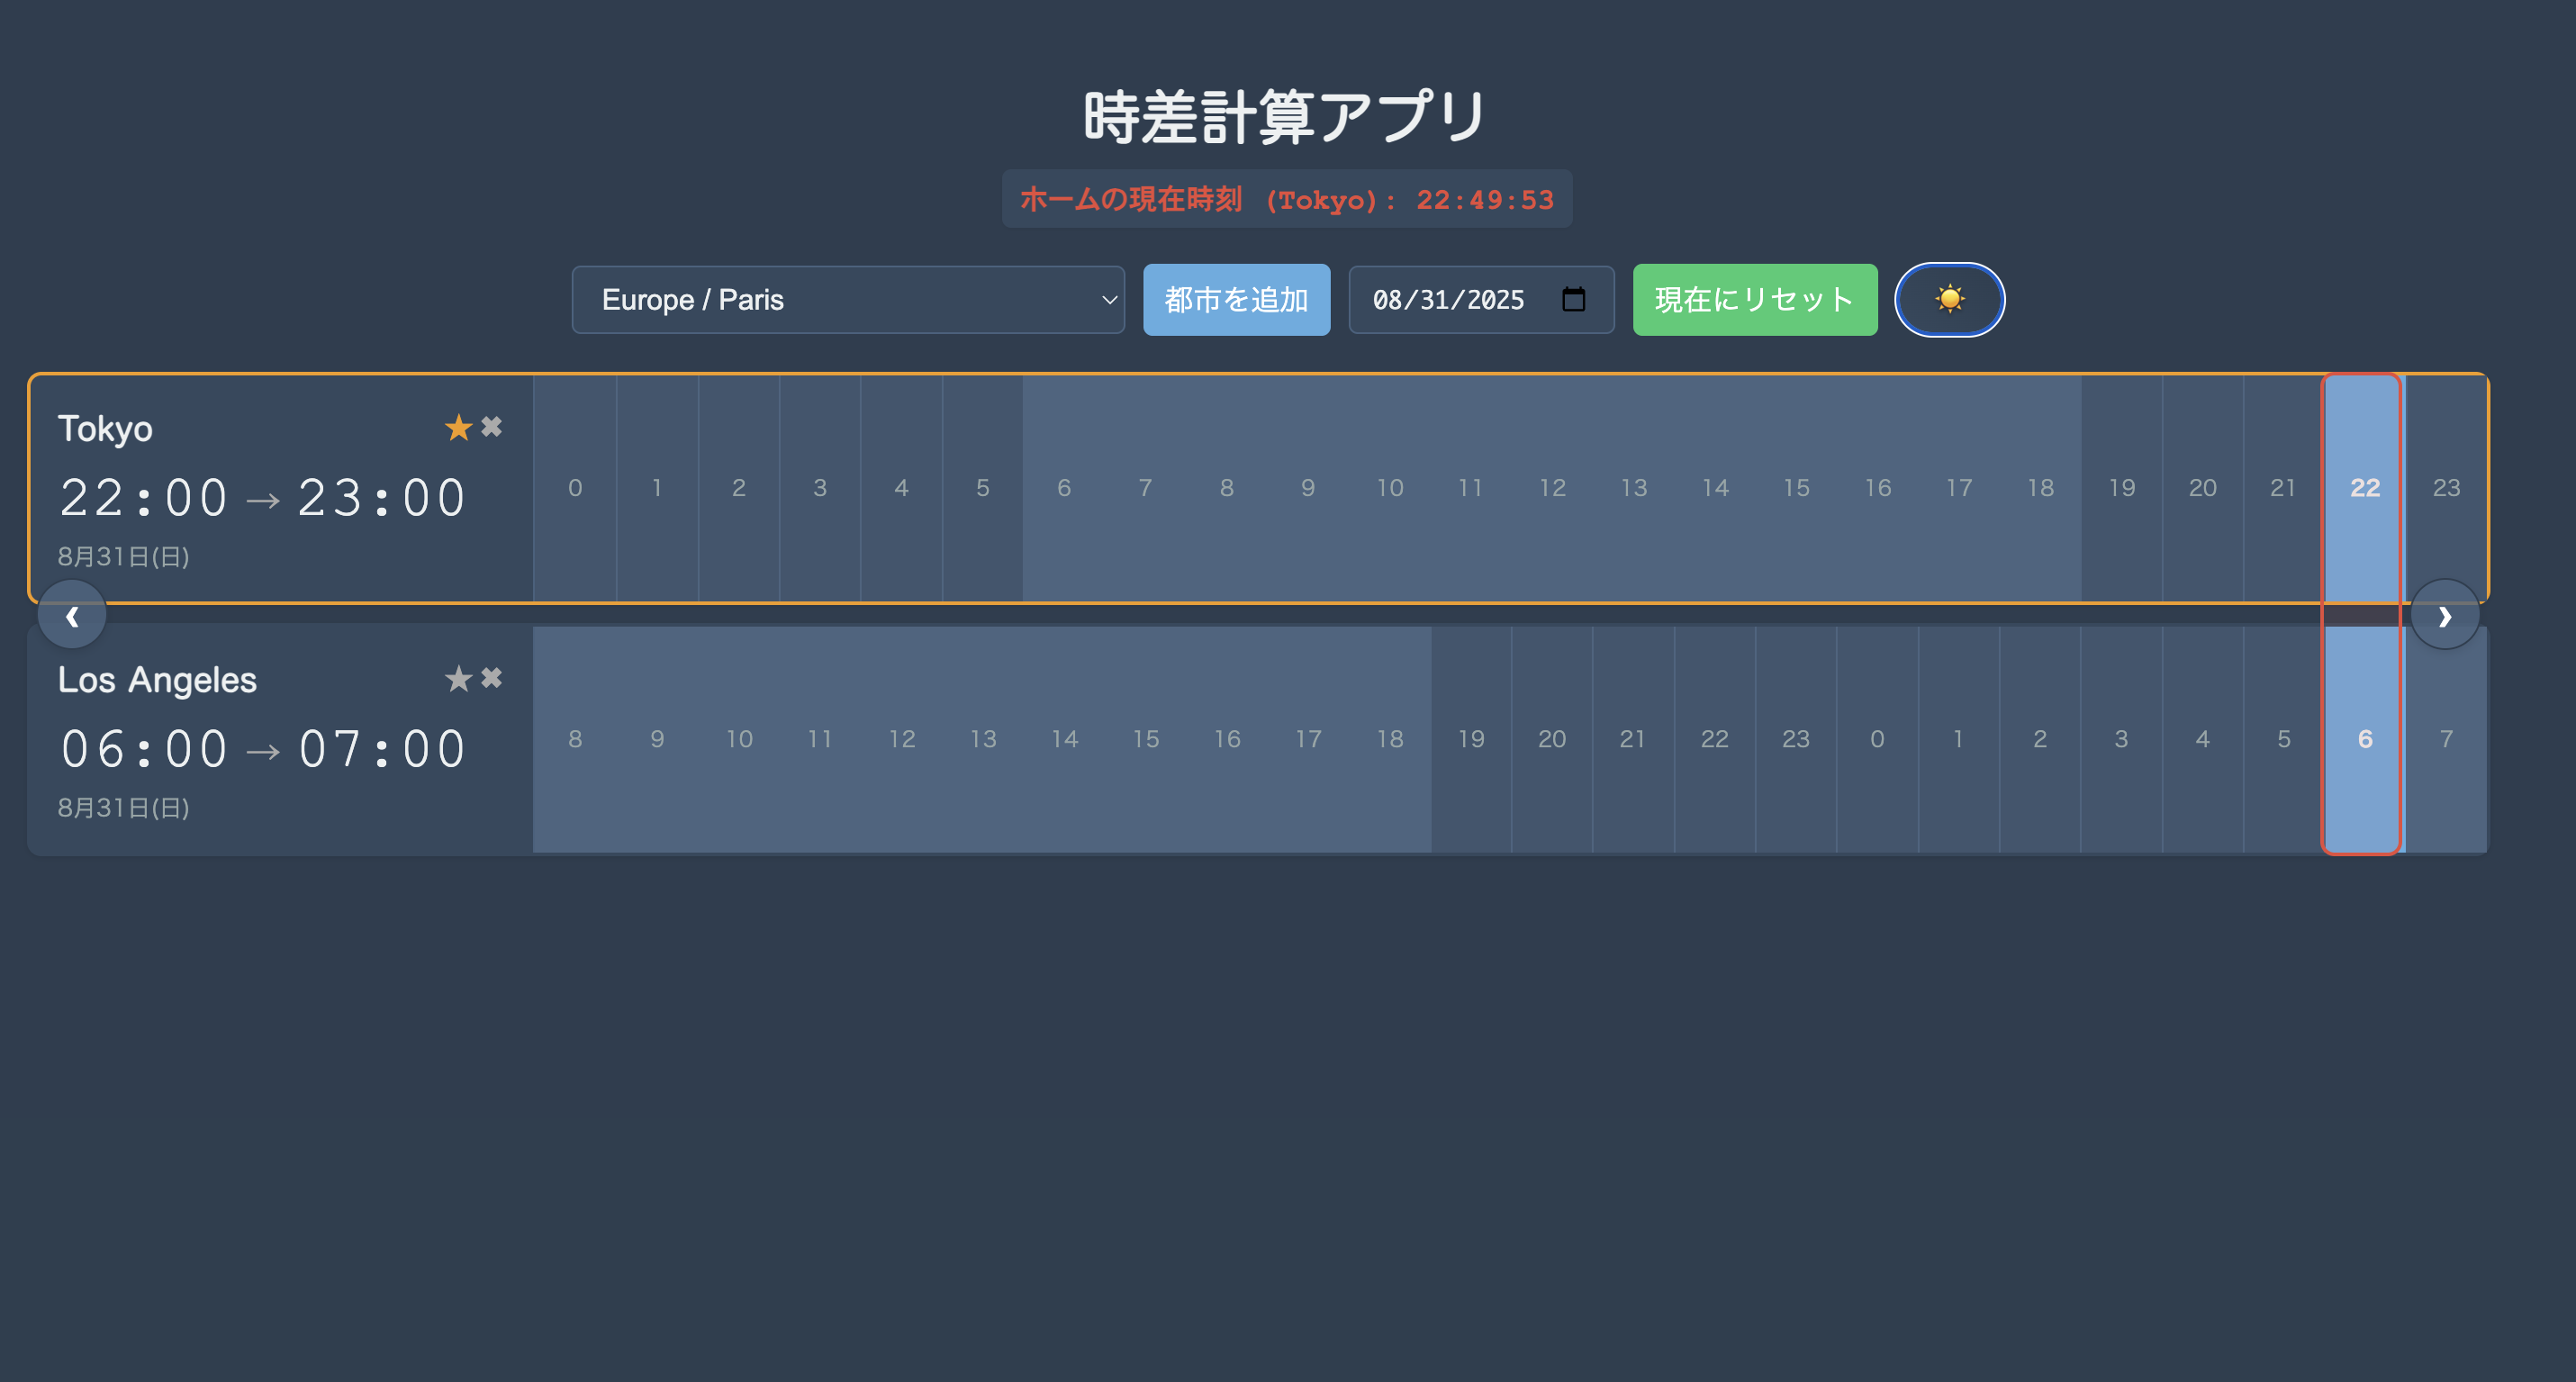 時差計算アプリ
ホームの現在時刻 (Tokyo): 22:49:53
Europe / Paris
都市を追加
08/31/2025
現在にリセット
Tokyo ★ ✖
22:00 → 23:00
8月31日(日)
0 1 2 3 4 5 6 7 8 9 10 11 12 13 14 15 16 17 18 19 20 21 22 23
‹ ›
Los Angeles ★ ✖
06:00 → 07:00
8月31日(日)
8 9 10 11 12 13 14 15 16 17 18 19 20 21 22 23 0 1 2 3 4 5 6 7